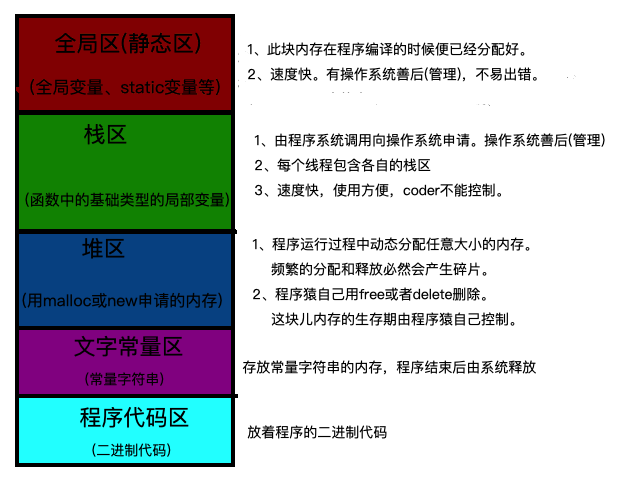 全局区(静态区)
(全局变量、static变量等)
1、此块内存在程序编译的时候便已经分配好。
2、速度快。有操作系统善后(管理)，不易出错。
栈区
(函数中的基础类型的局部变量)
1、由程序系统调用向操作系统申请。操作系统善后(管理)
2、每个线程包含各自的栈区
3、速度快，使用方便，coder不能控制。
堆区
(用malloc或new申请的内存)
1、程序运行过程中动态分配任意大小的内存。
频繁的分配和释放必然会产生碎片。
2、程序猿自己用free或者delete删除。
这块儿内存的生存期由程序猿自己控制。
文字常量区
(常量字符串)
存放常量字符串的内存，程序结束后由系统释放
程序代码区
(二进制代码)
放着程序的二进制代码